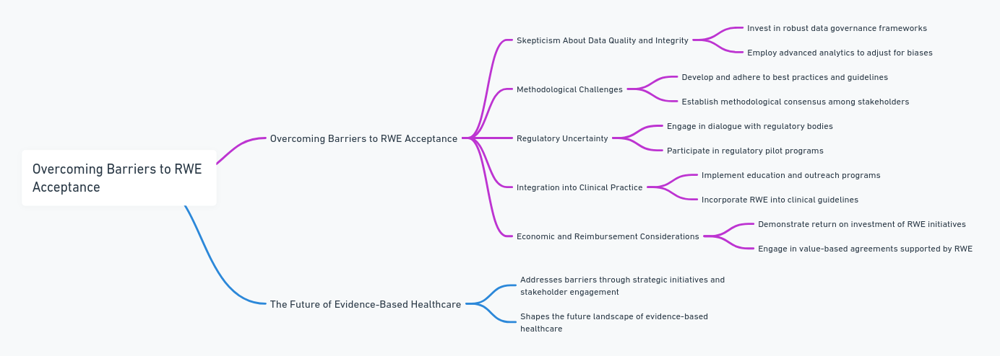 Overcoming Barriers to RWE
Acceptance
Overcoming Barriers to RWE Acceptance
Skepticism About Data Quality and Integrity
Invest in robust data governance frameworks
Employ advanced analytics to adjust for biases
Methodological Challenges
Develop and adhere to best practices and guidelines
Establish methodological consensus among stakeholders
Regulatory Uncertainty
Engage in dialogue with regulatory bodies
Participate in regulatory pilot programs
Integration into Clinical Practice
Implement education and outreach programs
Incorporate RWE into clinical guidelines
Economic and Reimbursement Considerations
Demonstrate return on investment of RWE initiatives
Engage in value-based agreements supported by RWE
The Future of Evidence-Based Healthcare
Addresses barriers through strategic initiatives and
stakeholder engagement
Shapes the future landscape of evidence-based
healthcare